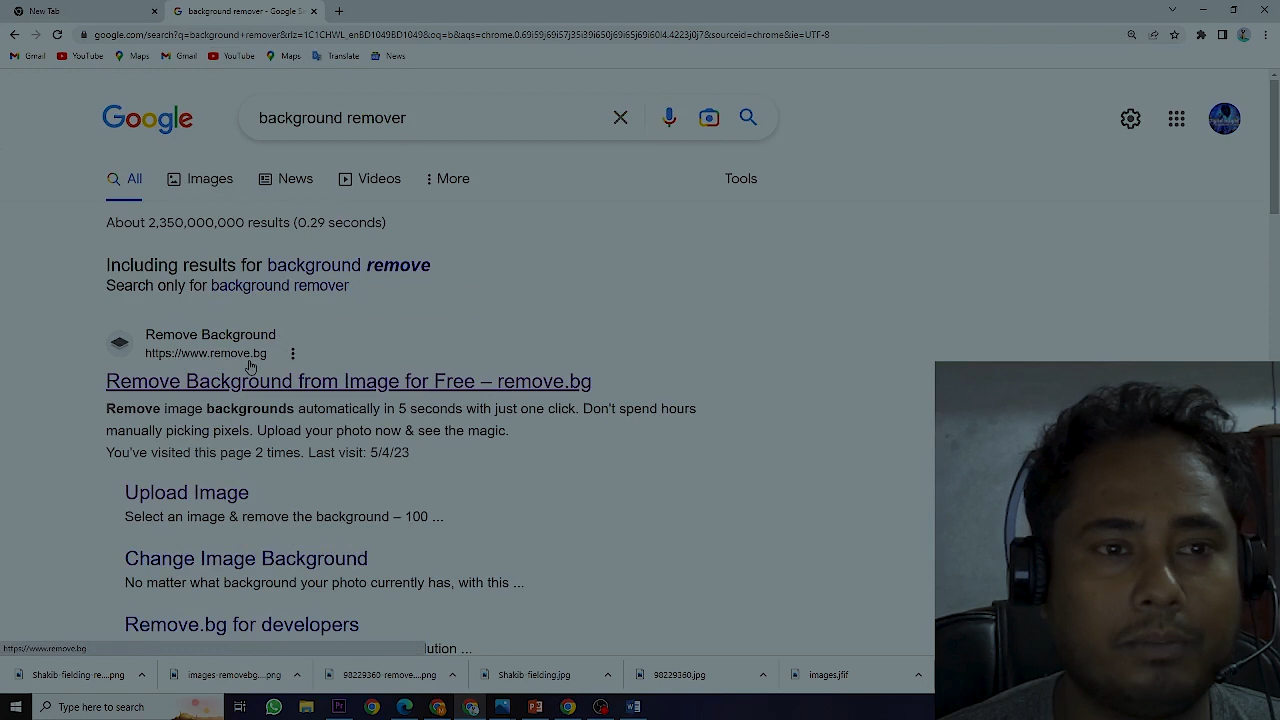 New Tab
background remover - Google Se
google.com/search?q=background+remover&rlz=1C1CHWL_enBD1049BD1049&oq=b&aqs=chrome.0.69i59j69i57j35i39i650j69i65j69i60l4.4223j0j7&sourceid=chrome&ie=UTF-8
Gmail YouTube Maps Gmail YouTube Maps Translate News
Google
background remover
All Images News Videos More Tools
About 2,350,000,000 results (0.29 seconds)
Including results for background remove
Search only for background remover
Remove Background
https://www.remove.bg
Remove Background from Image for Free – remove.bg
Remove image backgrounds automatically in 5 seconds with just one click. Don't spend hours
manually picking pixels. Upload your photo now & see the magic.
You've visited this page 2 times. Last visit: 5/4/23
Upload Image
Select an image & remove the background – 100 ...
Change Image Background
No matter what background your photo currently has, with this ...
Remove.bg for developers
https://www.remove.bg
ution ...
Shakib-fielding-re....png images-removebg....png 98229360-remove....png Shakib-fielding.jpg 98229360.jpg images.jfif
Type here to search